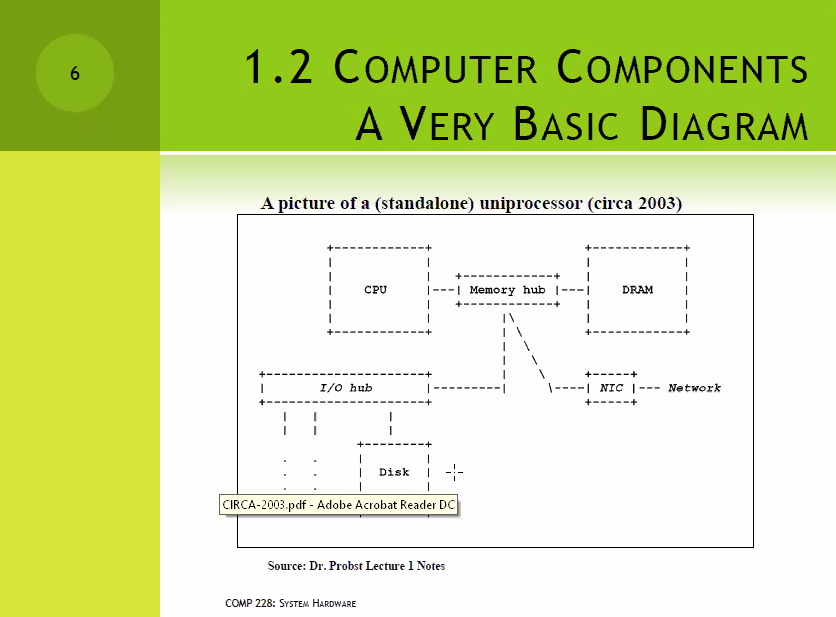 6
1.2 COMPUTER COMPONENTS
A VERY BASIC DIAGRAM
A picture of a (standalone) uniprocessor (circa 2003)
CPU
Memory hub
DRAM
I/O hub
NIC
Network
Disk
CIRCA-2003.pdf - Adobe Acrobat Reader DC
Source: Dr. Probst Lecture 1 Notes
COMP 228: SYSTEM HARDWARE